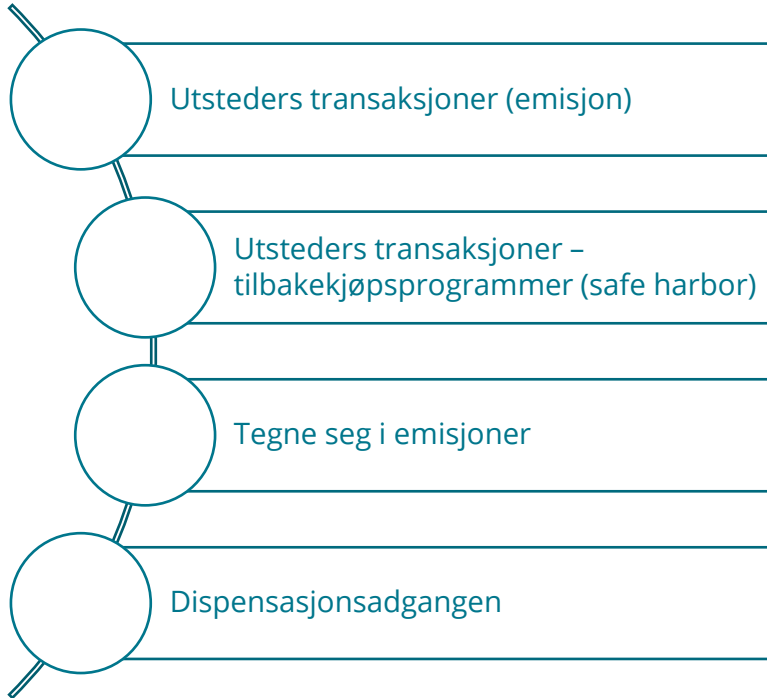 Utsteders transaksjoner (emisjon)
Utsteders transaksjoner –
tilbakekjøpsprogrammer (safe harbor)
Tegne seg i emisjoner
Dispensasjonsadgangen